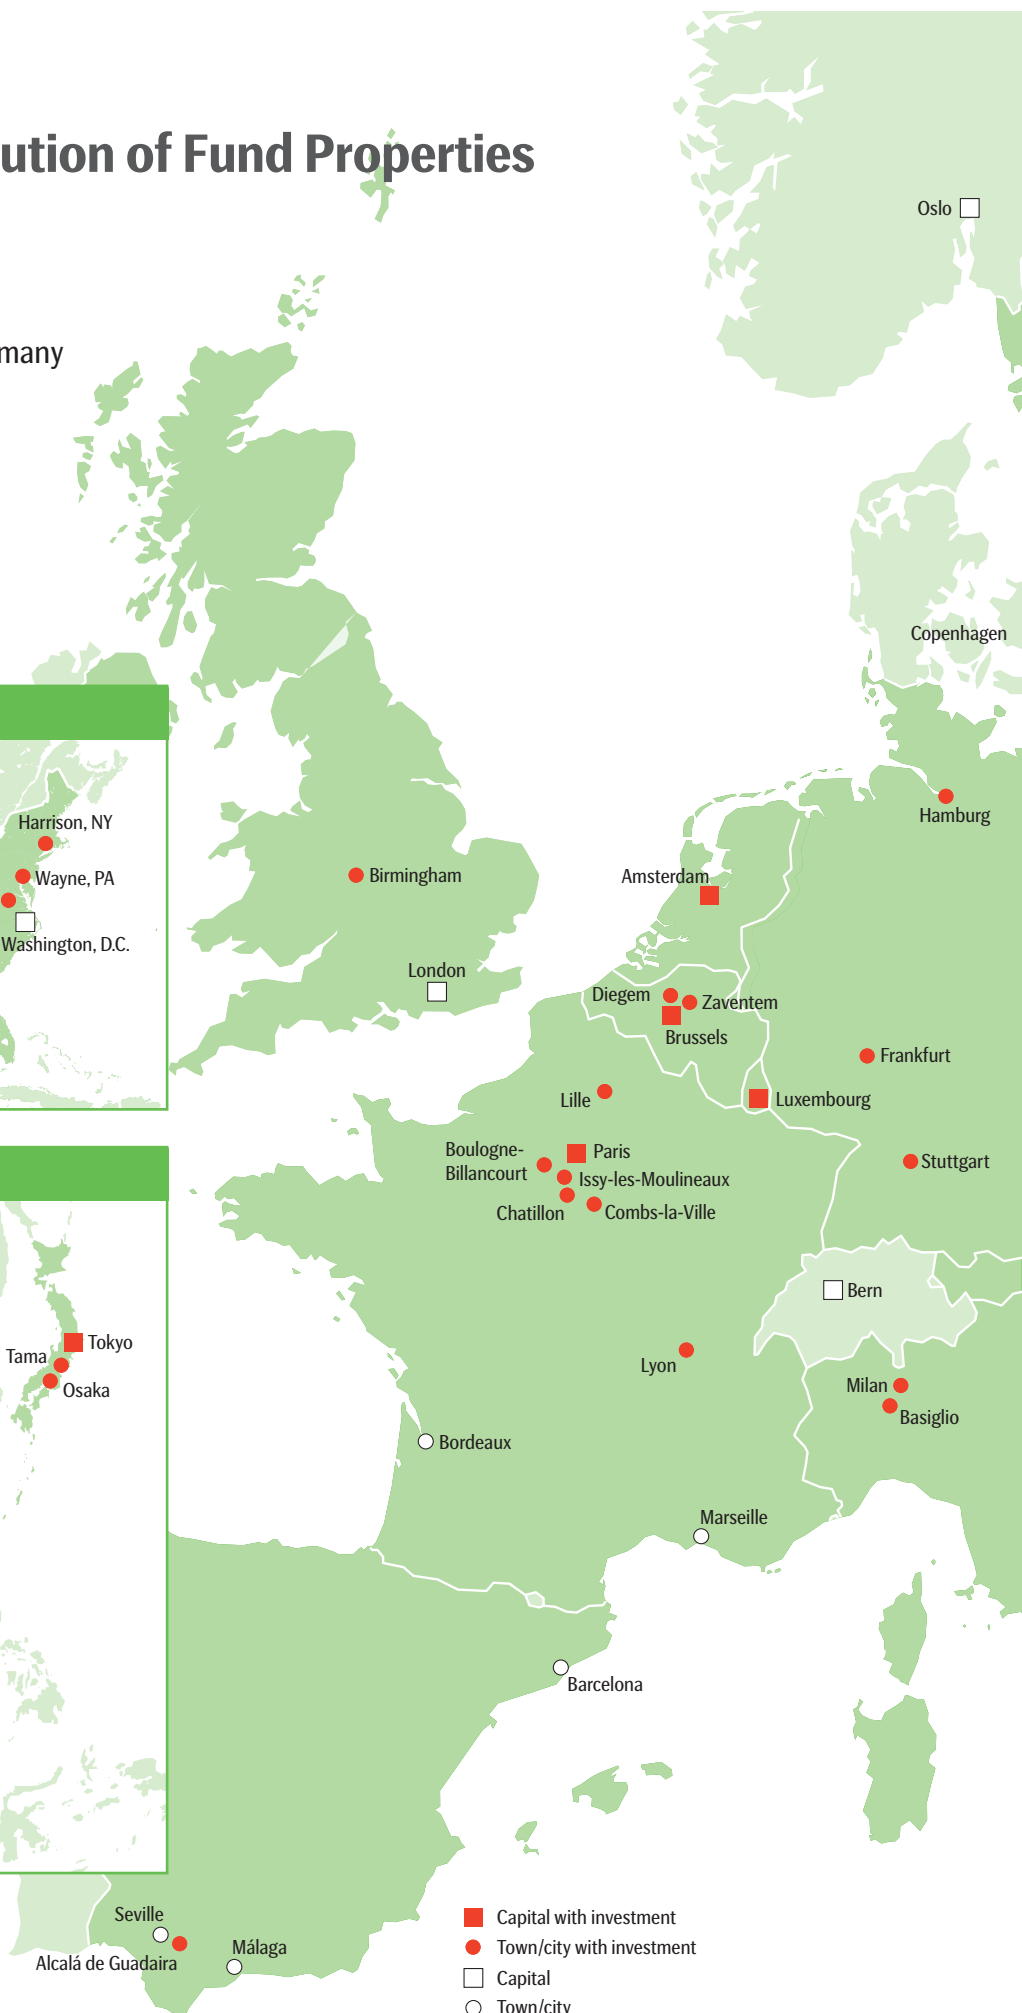 ution of Fund Properties
Oslo
many
Copenhagen
Harrison, NY
Hamburg
Wayne, PA
Birmingham
Amsterdam
Washington, D.C.
London
Diegem
Zaventem
Brussels
Frankfurt
Lille
Luxembourg
Boulogne-
Billancourt
Paris
Issy-les-Moulineaux
Stuttgart
Chatillon
Combs-la-Ville
Bern
Tokyo
Tama
Osaka
Lyon
Milan
Basiglio
Bordeaux
Marseille
Barcelona
Seville
Alcalá de Guadaira
Málaga
Capital with investment
Town/city with investment
Capital
Town/city